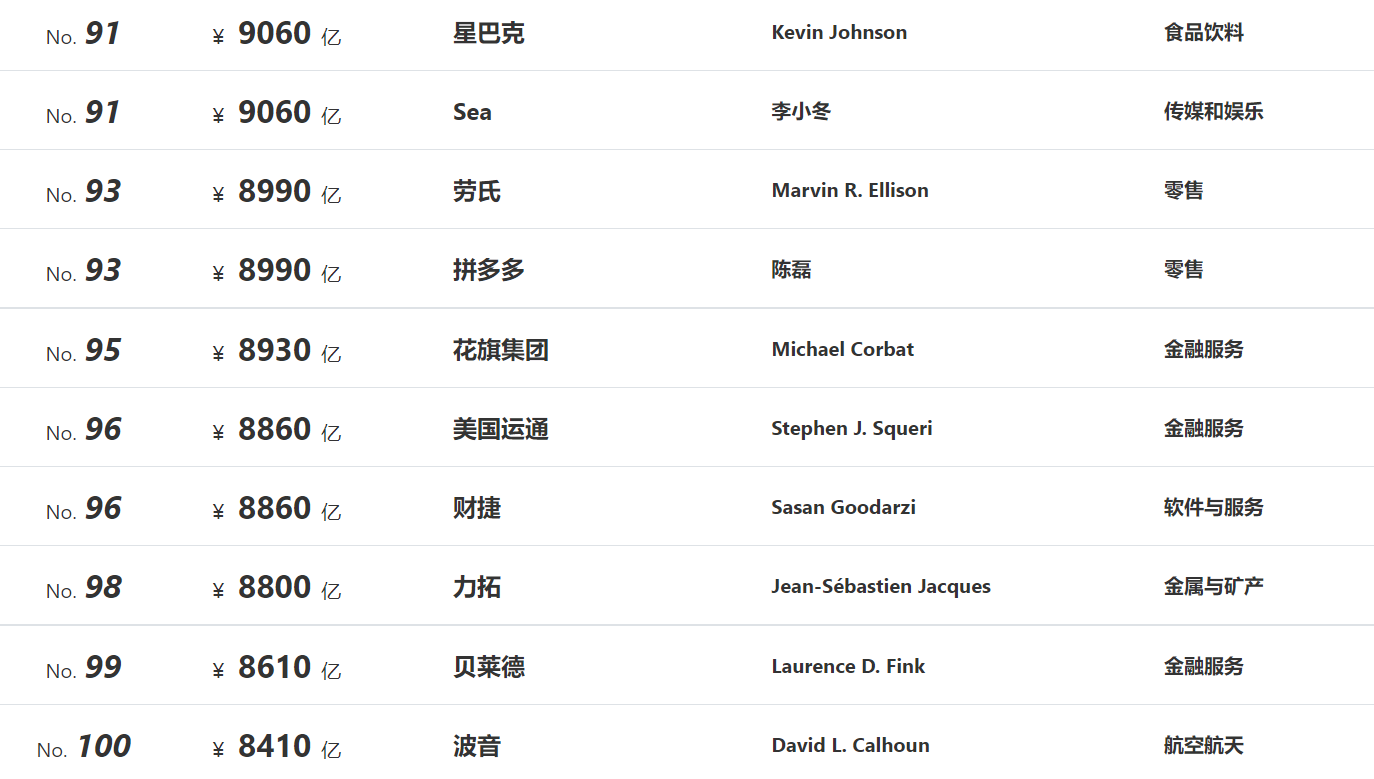 No. 91 ¥ 9060 亿 星巴克 Kevin Johnson 食品饮料
No. 91 ¥ 9060 亿 Sea 李小冬 传媒和娱乐
No. 93 ¥ 8990 亿 劳氏 Marvin R. Ellison 零售
No. 93 ¥ 8990 亿 拼多多 陈磊 零售
No. 95 ¥ 8930 亿 花旗集团 Michael Corbat 金融服务
No. 96 ¥ 8860 亿 美国运通 Stephen J. Squeri 金融服务
No. 96 ¥ 8860 亿 财捷 Sasan Goodarzi 软件与服务
No. 98 ¥ 8800 亿 力拓 Jean-Sébastien Jacques 金属与矿产
No. 99 ¥ 8610 亿 贝莱德 Laurence D. Fink 金融服务
No. 100 ¥ 8410 亿 波音 David L. Calhoun 航空航天